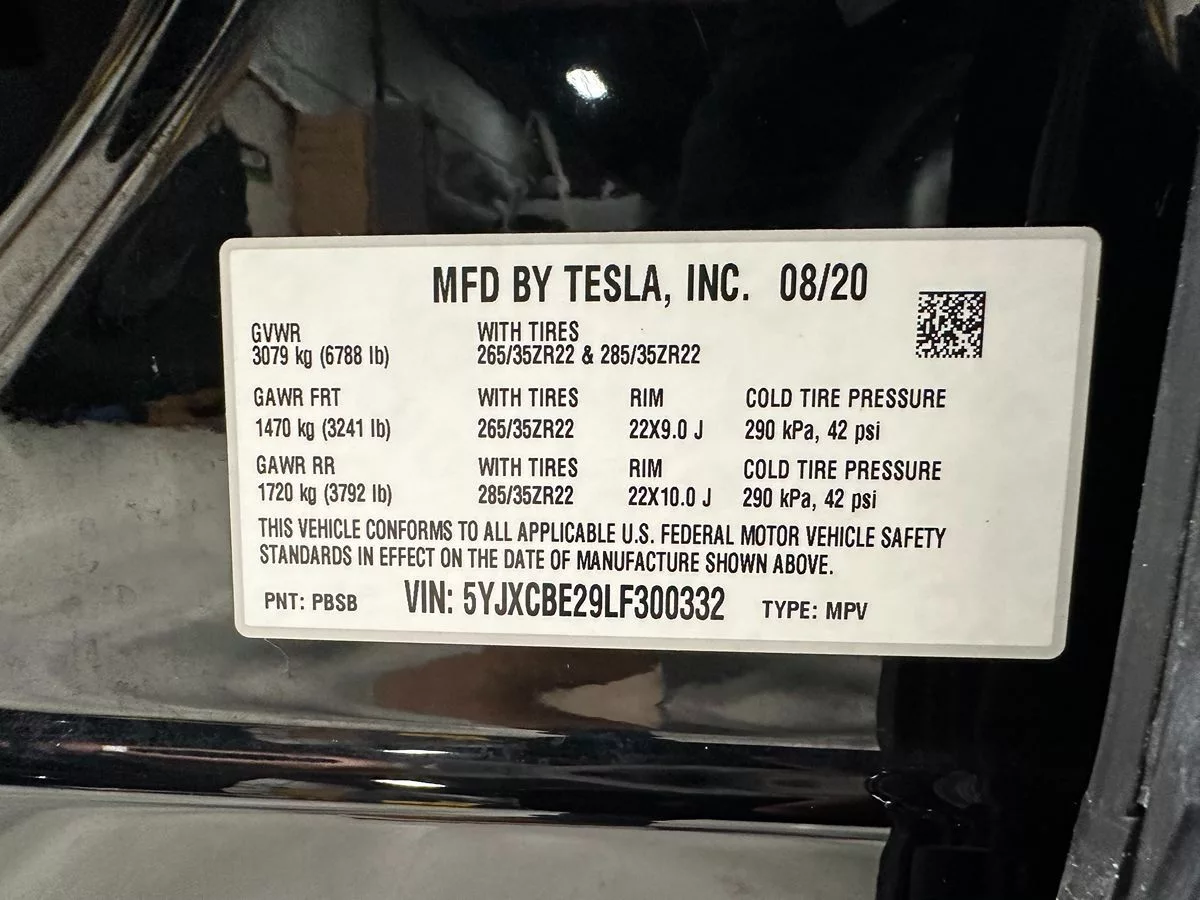 MFD BY TESLA, INC. 08/20
GVWR WITH TIRES
3079 kg (6788 lb) 265/35ZR22 & 285/35ZR22
GAWR FRT WITH TIRES RIM COLD TIRE PRESSURE
1470 kg (3241 lb) 265/35ZR22 22X9.0 J 290 kPa, 42 psi
GAWR RR WITH TIRES RIM COLD TIRE PRESSURE
1720 kg (3792 lb) 285/35ZR22 22X10.0 J 290 kPa, 42 psi
THIS VEHICLE CONFORMS TO ALL APPLICABLE U.S. FEDERAL MOTOR VEHICLE SAFETY
STANDARDS IN EFFECT ON THE DATE OF MANUFACTURE SHOWN ABOVE.
PNT: PBSB VIN: 5YJXCBE29LF300332 TYPE: MPV